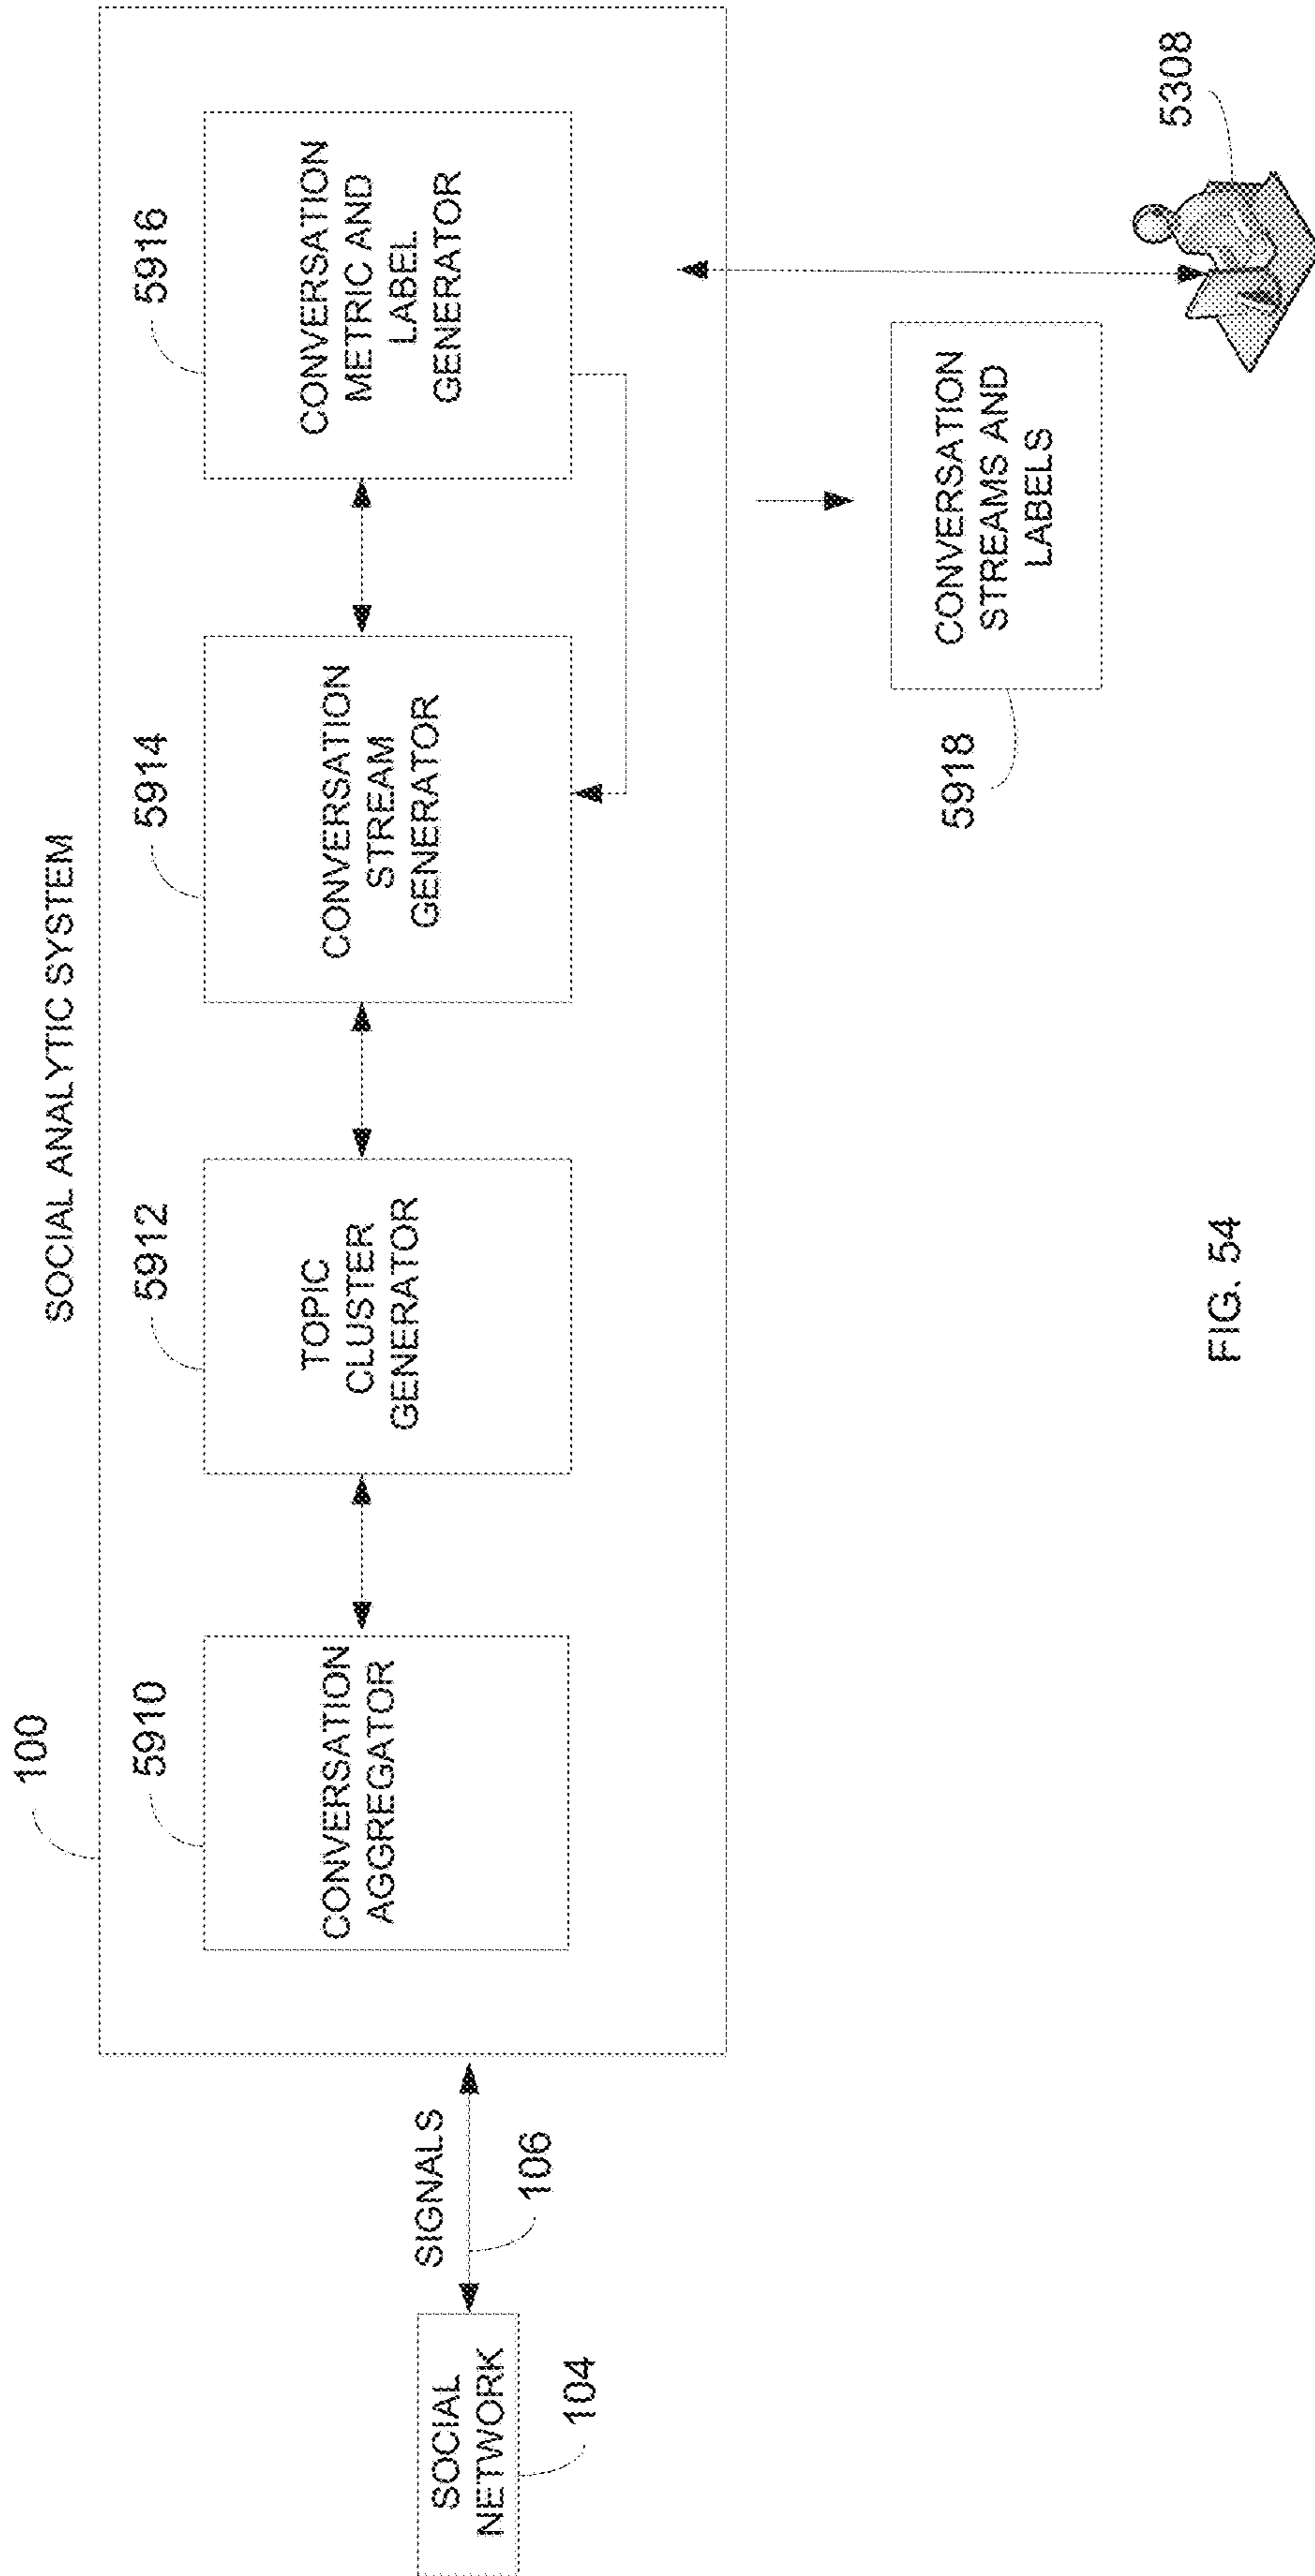 SOCIAL ANALYTIC SYSTEM
100
5910
CONVERSATION
AGGREGATOR
5912
TOPIC
CLUSTER
GENERATOR
5914
CONVERSATION
STREAM
GENERATOR
5916
CONVERSATION
METRIC AND
LABEL
GENERATOR
SIGNALS
106
SOCIAL
NETWORK
104
5918
CONVERSATION
STREAMS AND
LABELS
5308
FIG. 54